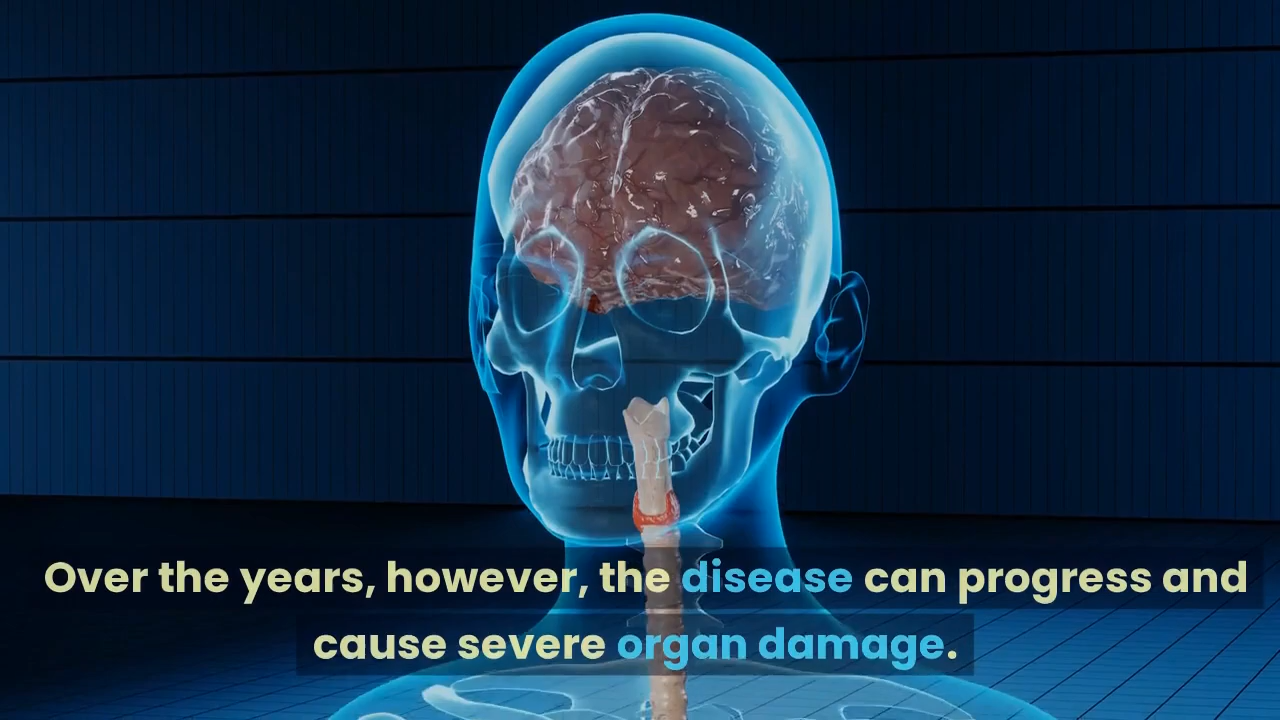 Over the years, however, the disease can progress and
cause severe organ damage.